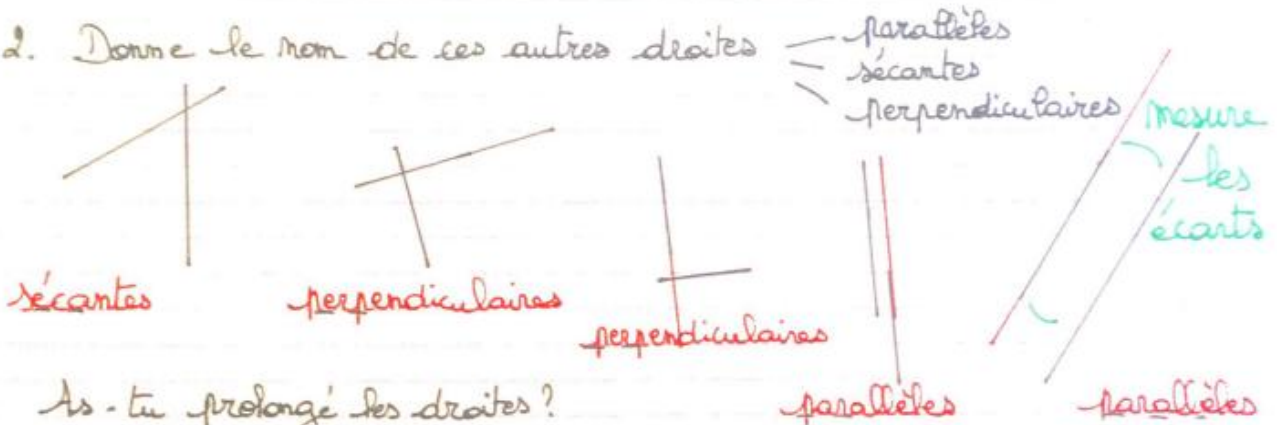 2. Donne le nom de ces autres droites
parallèles
sécantes
perpendiculaires
mesure
les
écarts
sécantes
perpendiculaires
perpendiculaires
parallèles
parallèles
As-tu prolongé les droites?